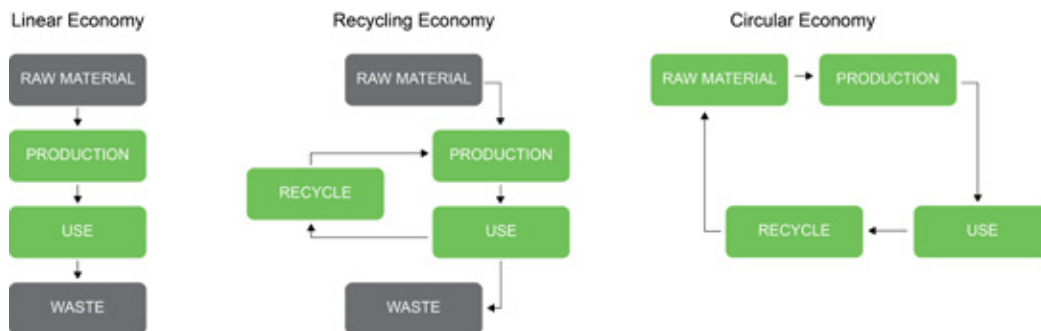 Linear Economy
RAW MATERIAL
PRODUCTION
USE
WASTE
Recycling Economy
RAW MATERIAL
PRODUCTION
RECYCLE
USE
WASTE
Circular Economy
RAW MATERIAL
PRODUCTION
RECYCLE
USE